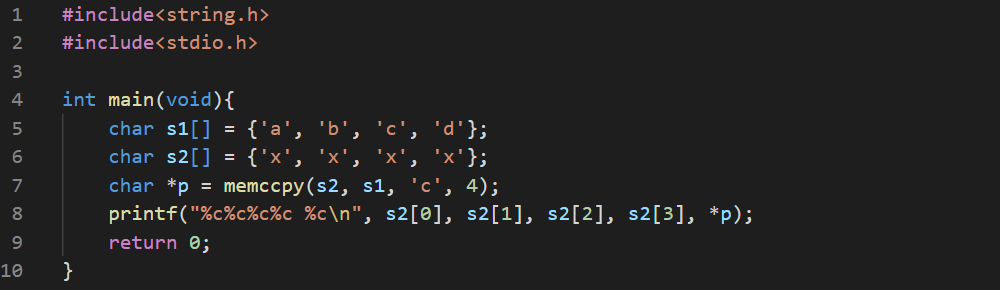 1 #include<string.h>
2 #include<stdio.h>
3
4 int main(void){
5     char s1[] = {'a', 'b', 'c', 'd'};
6     char s2[] = {'x', 'x', 'x', 'x'};
7     char *p = memccpy(s2, s1, 'c', 4);
8     printf("%c%c%c%c %c\n", s2[0], s2[1], s2[2], s2[3], *p);
9     return 0;
10 }